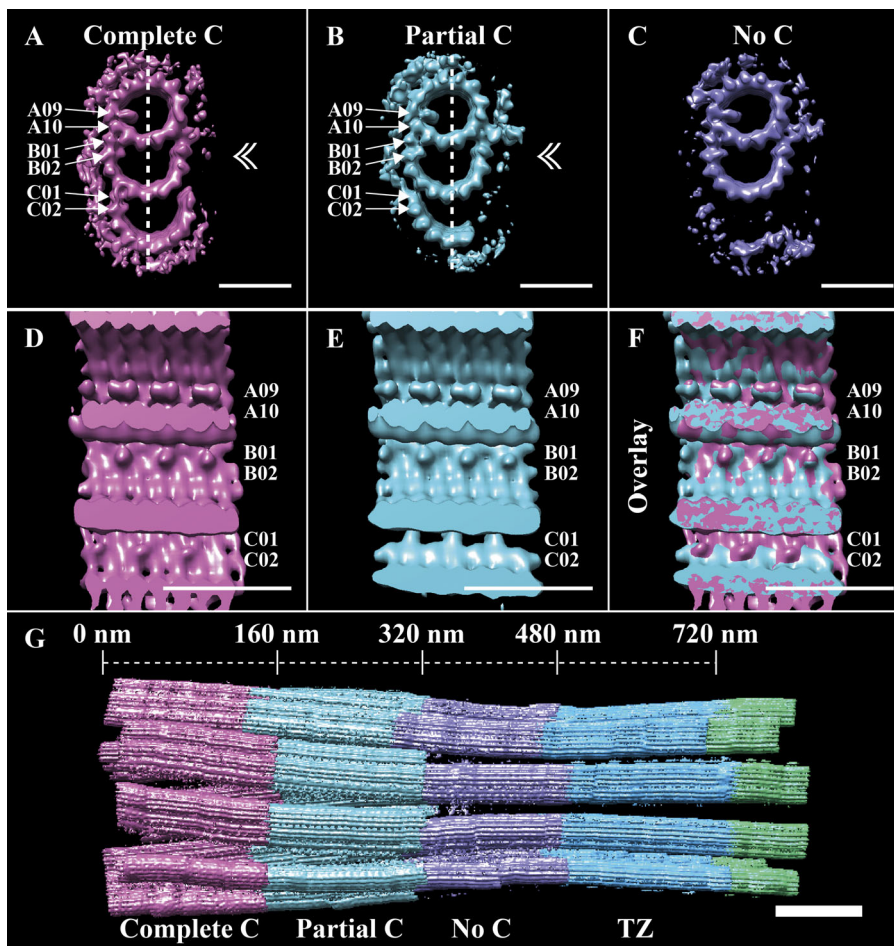 A Complete C
A09
A10
B01
B02
C01
C02
B Partial C
A09
A10
B01
B02
C01
C02
C No C
D
A09
A10
B01
B02
C01
C02
E
A09
A10
B01
B02
C01
C02
F
Overlay
A09
A10
B01
B02
C01
C02
G 0 nm 160 nm 320 nm 480 nm 720 nm
Complete C Partial C No C TZ